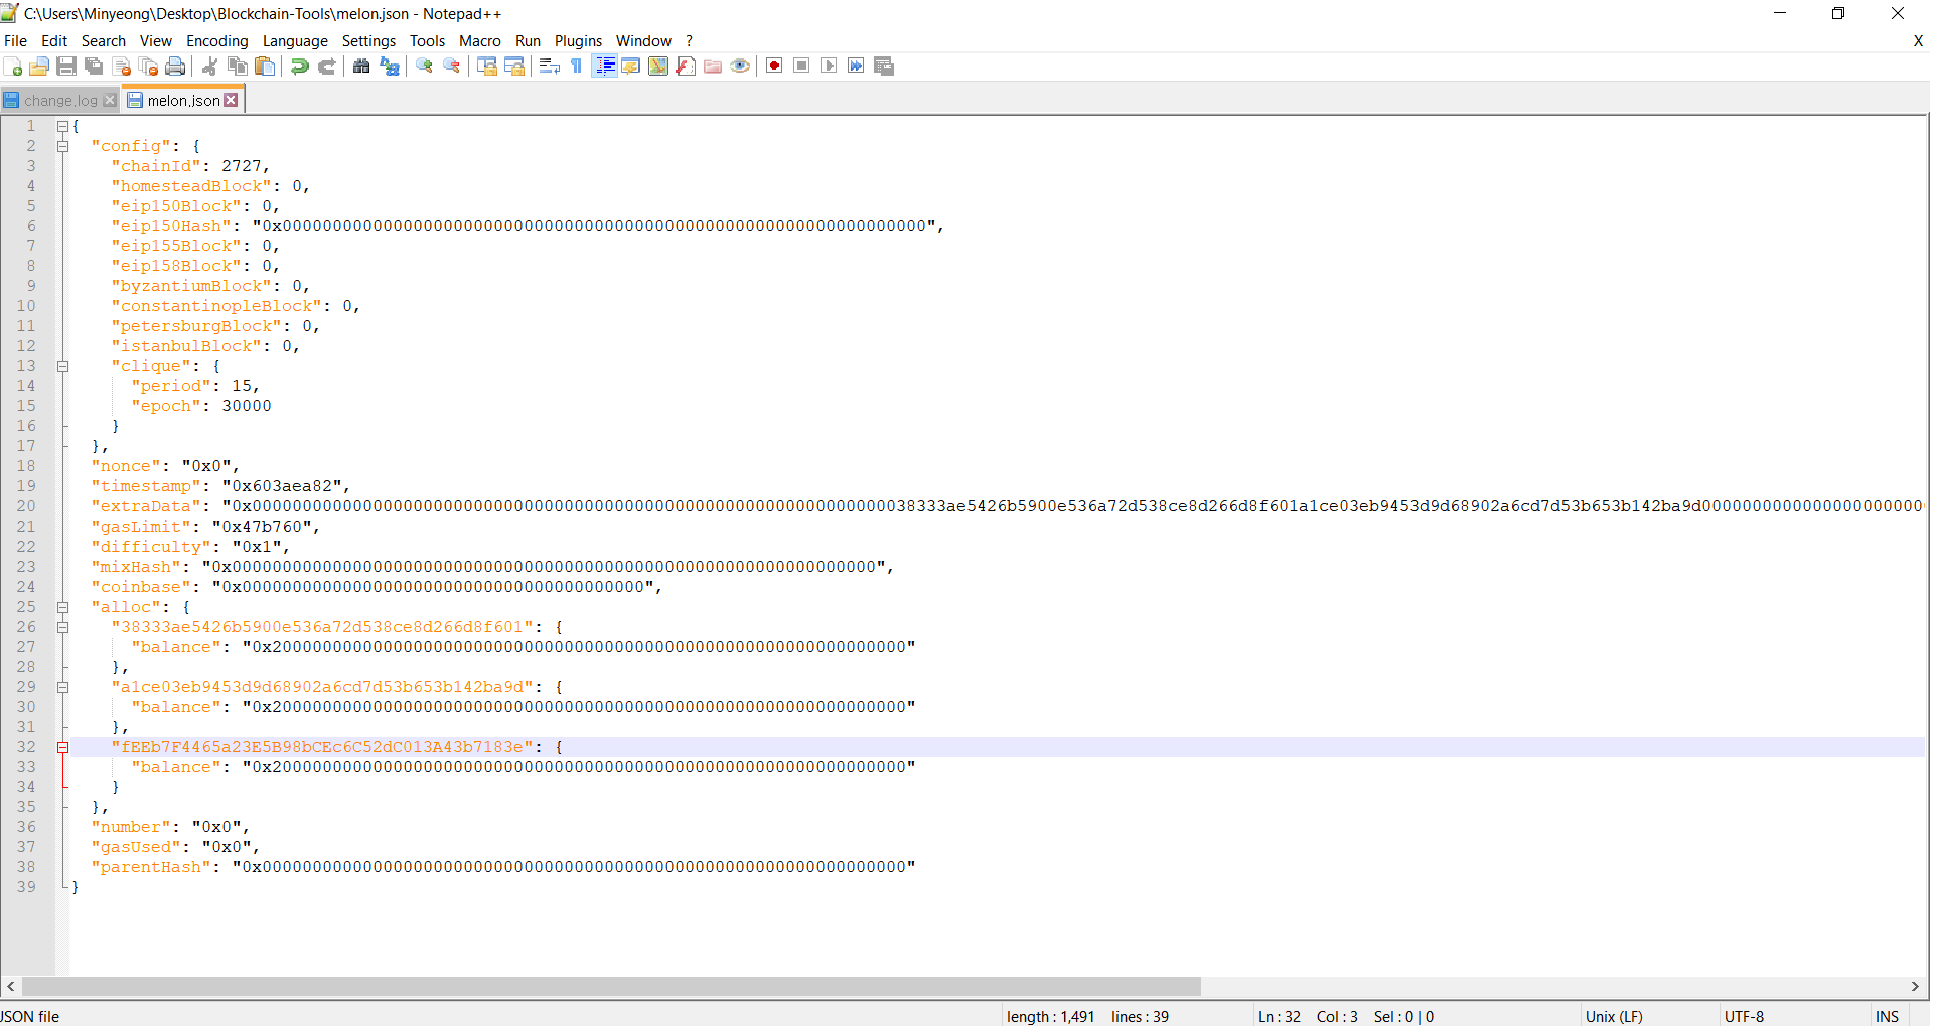 C:\Users\Minyeong\Desktop\Blockchain-Tools\melon.json - Notepad++
File Edit Search View Encoding Language Settings Tools Macro Run Plugins Window ? X
change.log melon.json
1 {
2 "config": {
3 "chainId": 2727,
4 "homesteadBlock": 0,
5 "eip150Block": 0,
6 "eip150Hash": "0x0000000000000000000000000000000000000000000000000000000000000000",
7 "eip155Block": 0,
8 "eip158Block": 0,
9 "byzantiumBlock": 0,
10 "constantinopleBlock": 0,
11 "petersburgBlock": 0,
12 "istanbulBlock": 0,
13 "clique": {
14 "period": 15,
15 "epoch": 30000
16 }
17 },
18 "nonce": "0x0",
19 "timestamp": "0x603aea82",
20 "extraData": "0x000000000000000000000000000000000000000000000000000000000000000038333ae5426b5900e536a72d538ce8d266d8f601a1ce03eb9453d9d68902a6cd7d53b653b142ba9d0000000000000000000000
21 "gasLimit": "0x47b760",
22 "difficulty": "0x1",
23 "mixHash": "0x0000000000000000000000000000000000000000000000000000000000000000",
24 "coinbase": "0x0000000000000000000000000000000000000000",
25 "alloc": {
26 "38333ae5426b5900e536a72d538ce8d266d8f601": {
27 "balance": "0x200000000000000000000000000000000000000000000000000000000000000"
28 },
29 "a1ce03eb9453d9d68902a6cd7d53b653b142ba9d": {
30 "balance": "0x200000000000000000000000000000000000000000000000000000000000000"
31 },
32 "fEEb7F4465a23E5B98bCEc6C52dC013A43b7183e": {
33 "balance": "0x200000000000000000000000000000000000000000000000000000000000000"
34 }
35 },
36 "number": "0x0",
37 "gasUsed": "0x0",
38 "parentHash": "0x0000000000000000000000000000000000000000000000000000000000000000"
39 }
JSON file length : 1,491 lines : 39 Ln : 32 Col : 3 Sel : 0 | 0 Unix (LF) UTF-8 INS